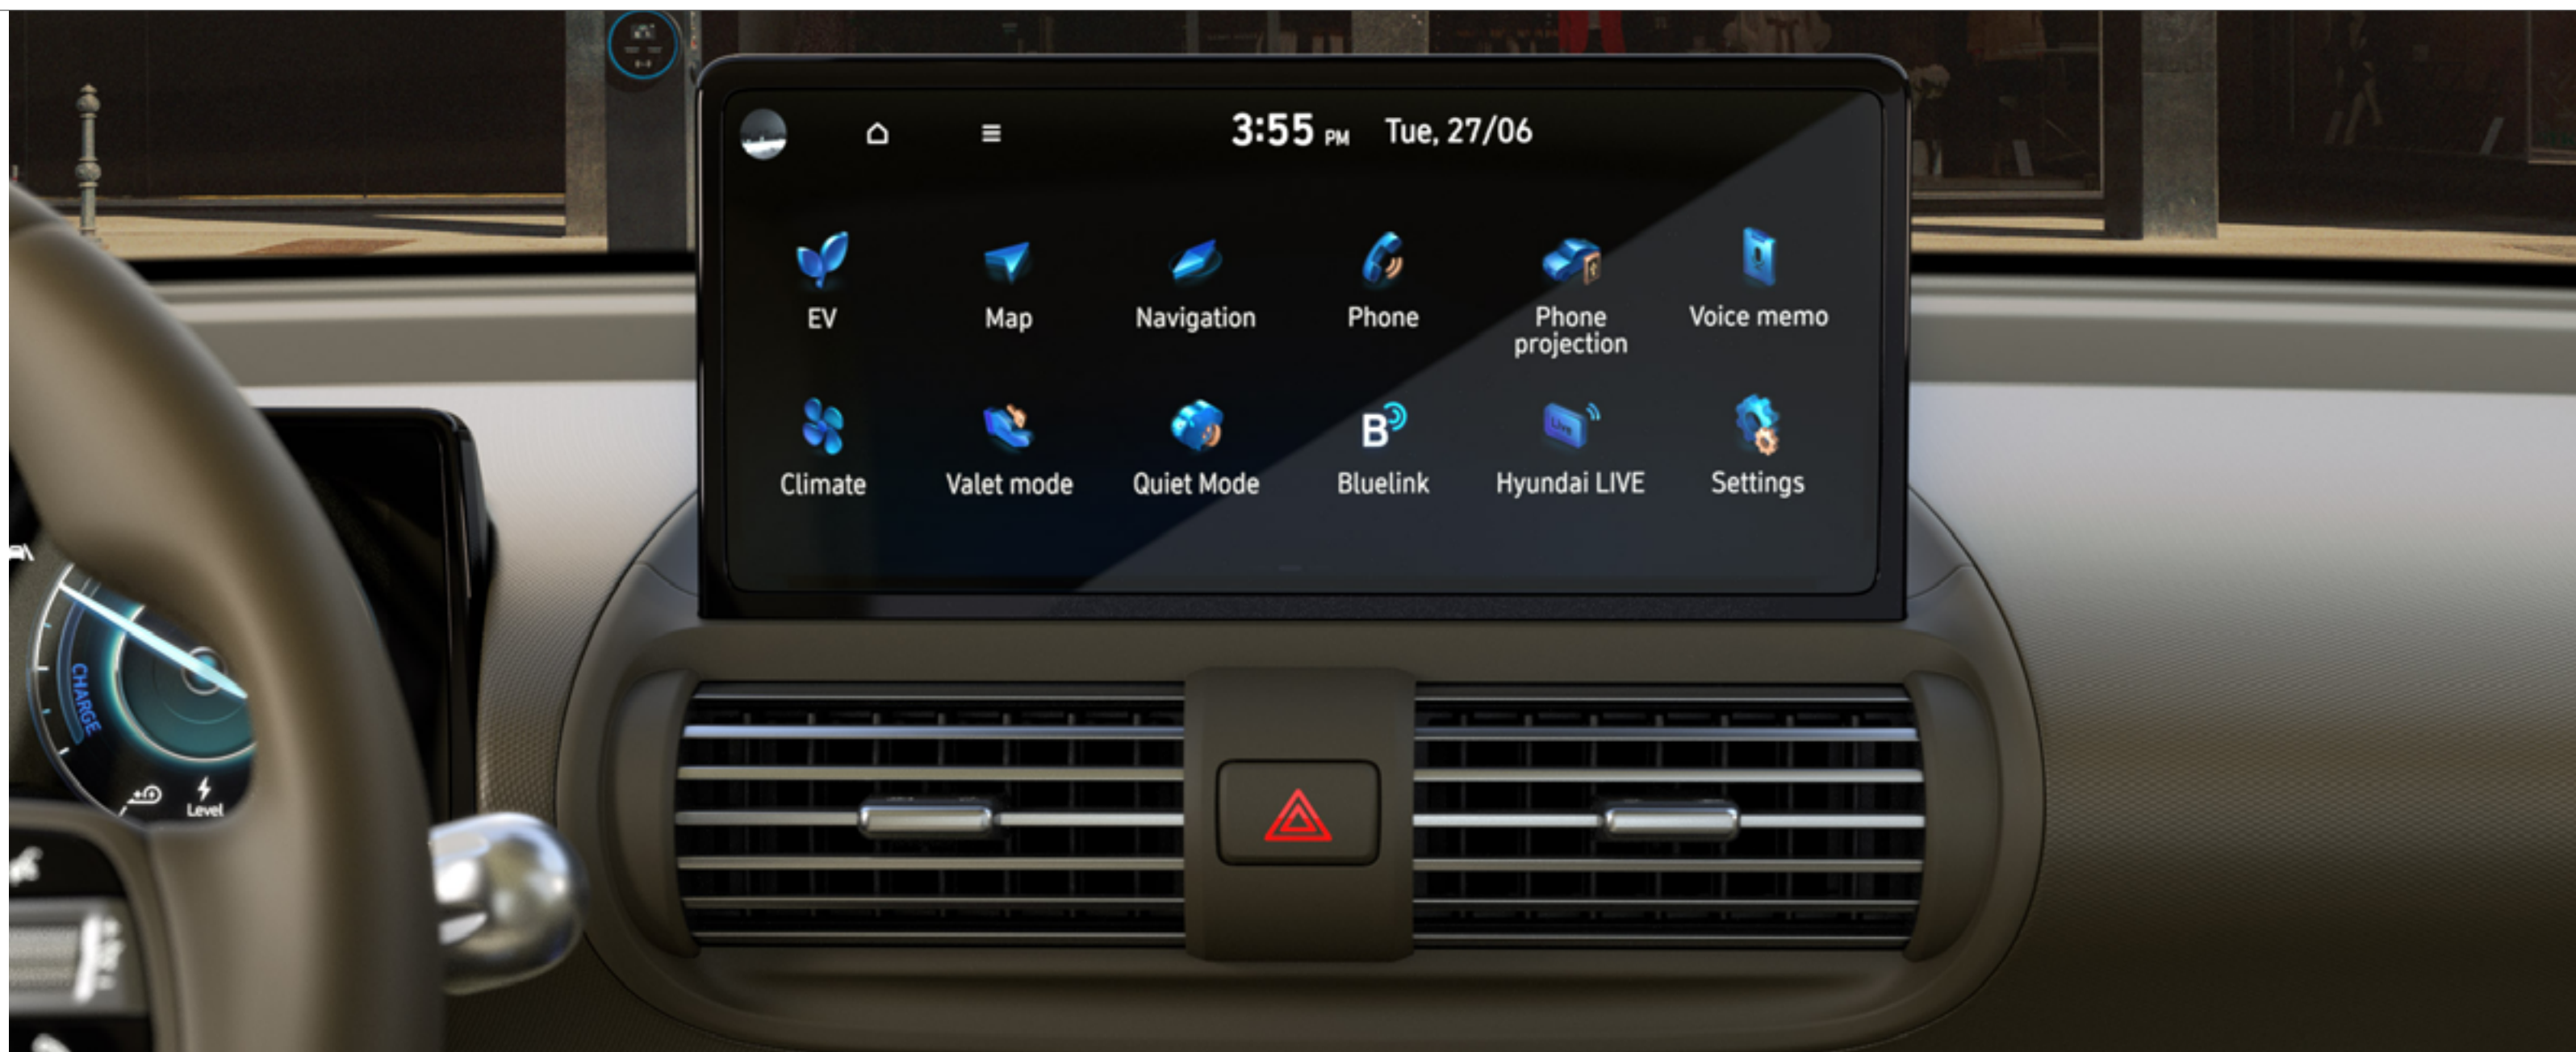 3:55 PM Tue, 27/06
EV Map Navigation Phone Phone projection Voice memo
Climate Valet mode Quiet Mode Bluelink Hyundai LIVE Settings
B
Live
CHARGE
Level